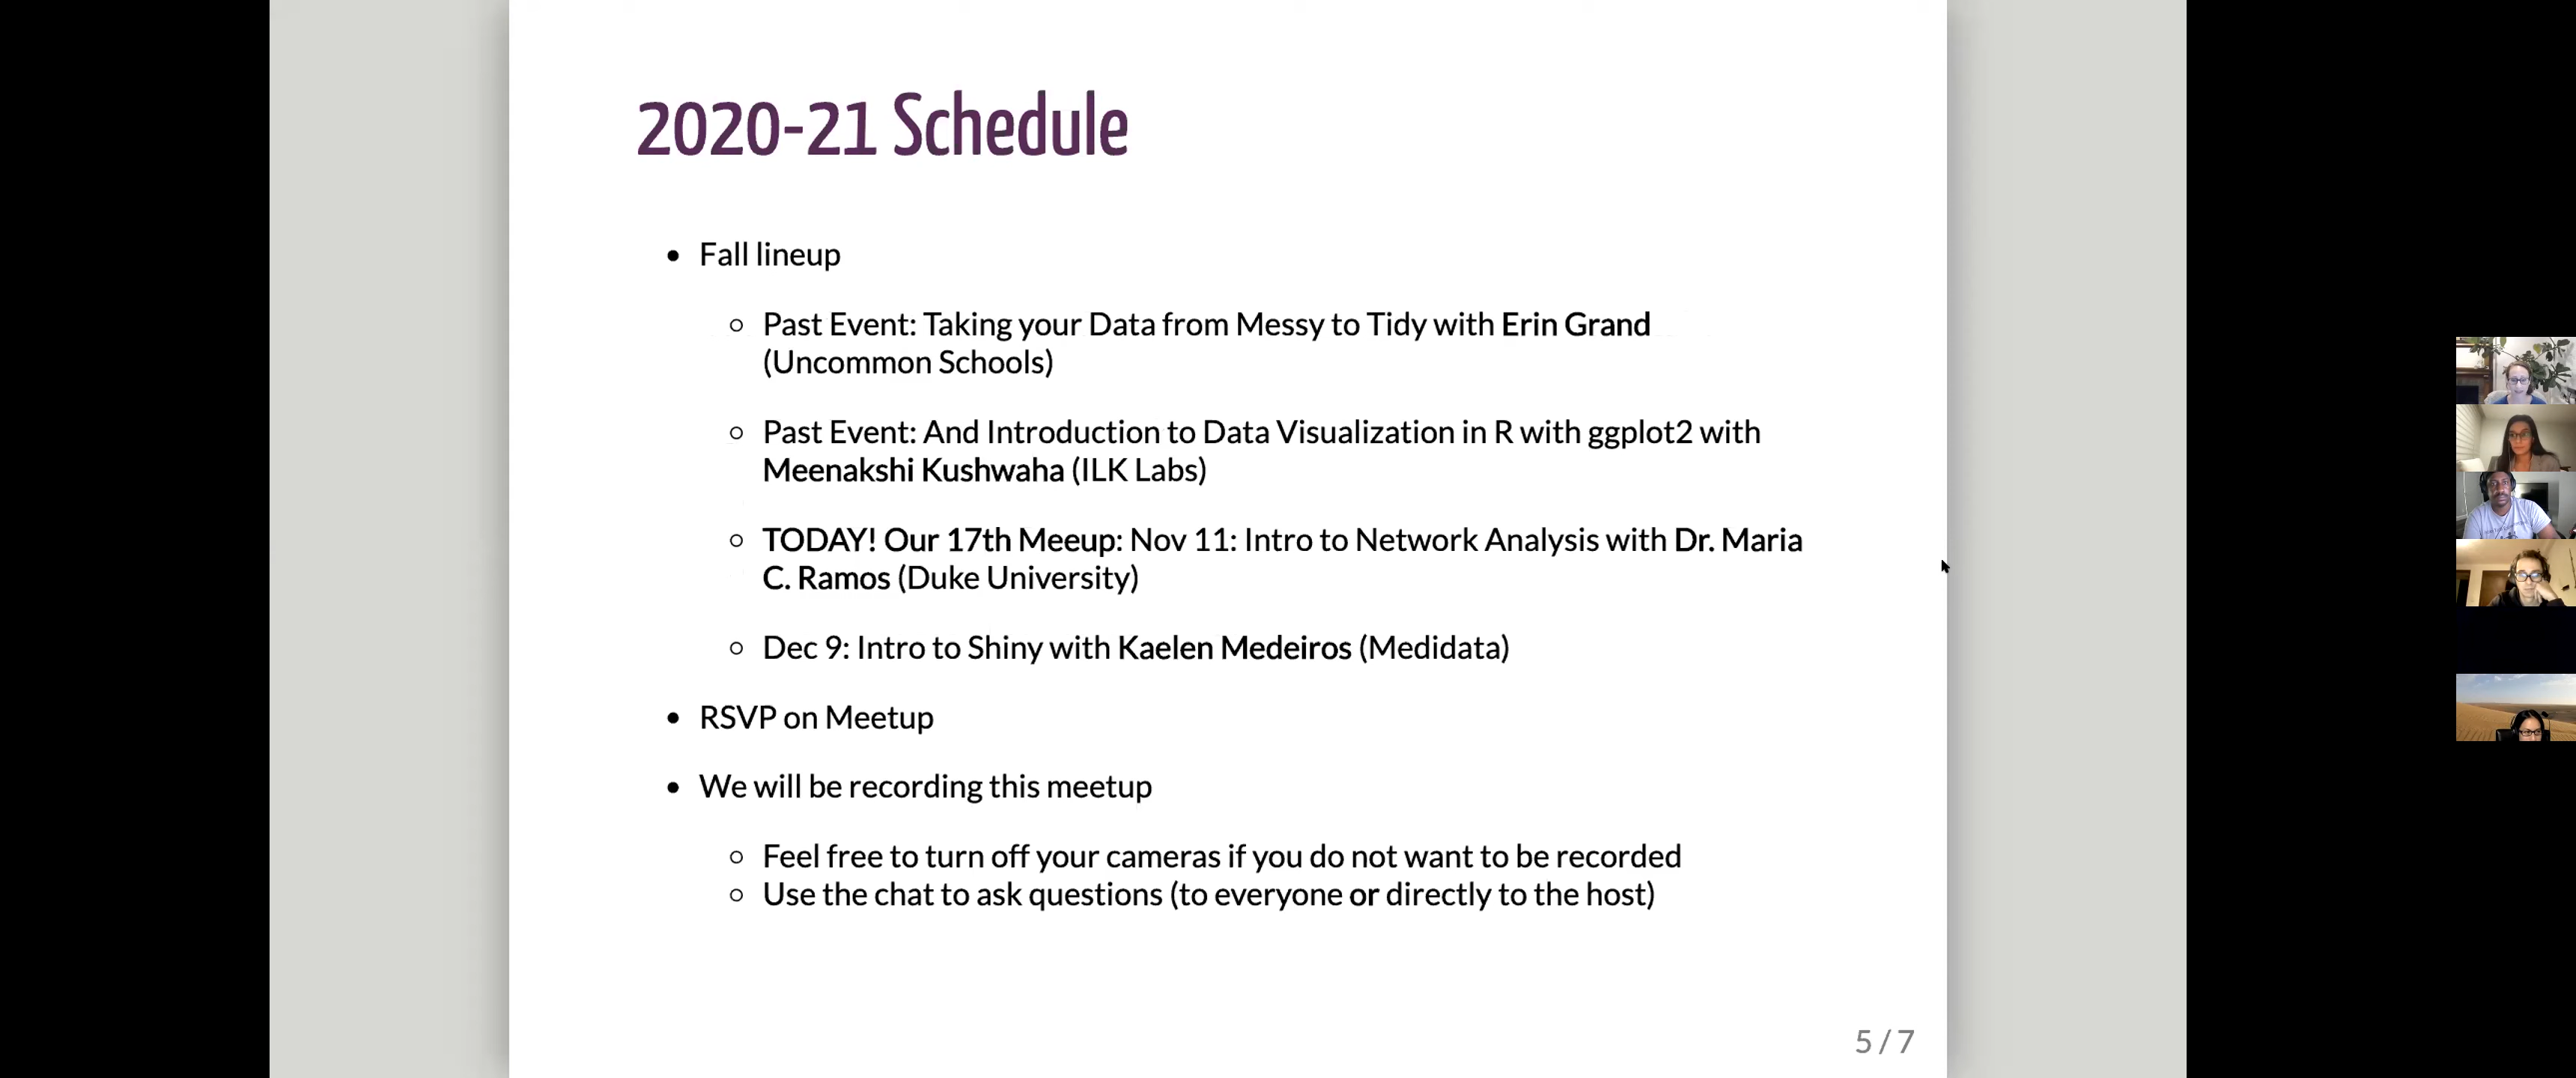 2020-21 Schedule
• Fall lineup
◦ Past Event: Taking your Data from Messy to Tidy with Erin Grand
(Uncommon Schools)
◦ Past Event: And Introduction to Data Visualization in R with ggplot2 with
Meenakshi Kushwaha (ILK Labs)
◦ TODAY! Our 17th Meeup: Nov 11: Intro to Network Analysis with Dr. Maria
C. Ramos (Duke University)
◦ Dec 9: Intro to Shiny with Kaelen Medeiros (Medidata)
• RSVP on Meetup
• We will be recording this meetup
◦ Feel free to turn off your cameras if you do not want to be recorded
◦ Use the chat to ask questions (to everyone or directly to the host)
5 / 7